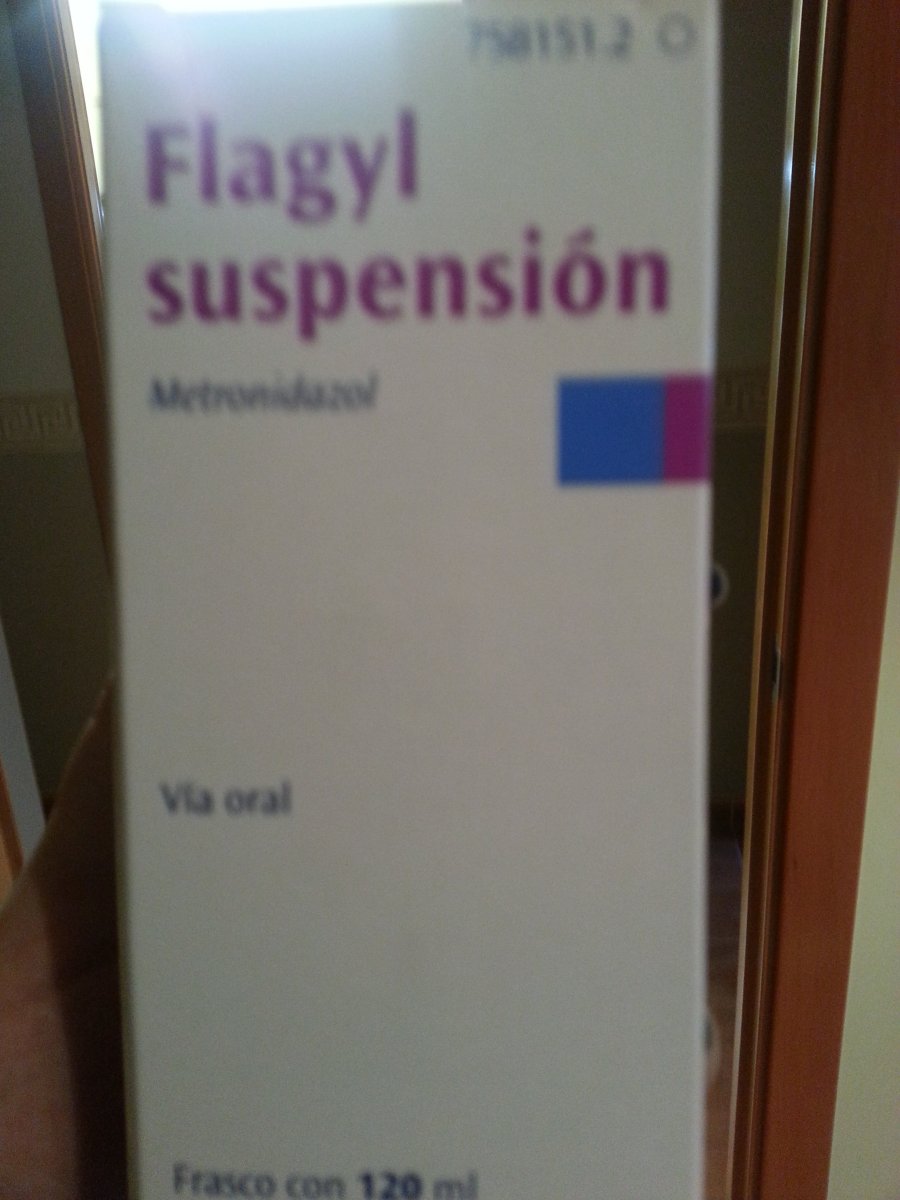 758151.2
Flagyl
suspensión
Metronidazol
Vía oral
Frasco con 120 ml